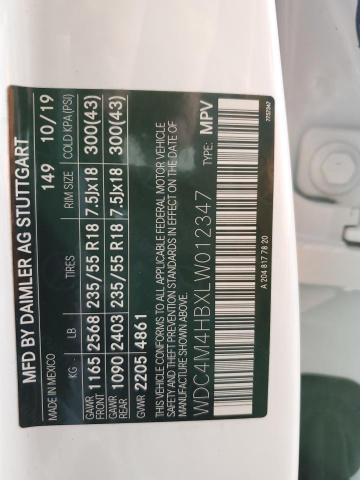 MFD BY DAIMLER AG STUTTGART
MADE IN MEXICO 149 10/19
KG LB TIRES RIM SIZE COLD KPA (PSI)
GAWR FRONT 1165 2568 235/55 R18 7.5Jx18 300(43)
GAWR REAR 1090 2403 235/55 R18 7.5Jx18 300(43)
GVWR 2205 4861
THIS VEHICLE CONFORMS TO ALL APPLICABLE FEDERAL MOTOR VEHICLE
SAFETY AND THEFT PREVENTION STANDARDS IN EFFECT ON THE DATE OF
MANUFACTURE SHOWN ABOVE.
TYPE: MPV
WDC4M4HBXLW012347
A 204 817 78 20